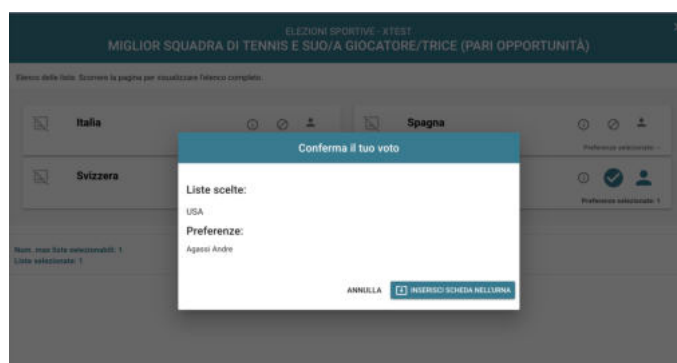 ELEZIONI SPORTIVE - XTEST
MIGLIOR SQUADRA DI TENNIS E SUO/A GIOCATORE/TRICE (PARI OPPORTUNITÀ)
Elenco delle liste. Scorrere la pagina per visualizzare l'elenco completo.
Italia
Spagna
Preferenze selezionate: -
Svizzera
Preferenze selezionate: 1
Num. max liste selezionabili: 1
Liste selezionate: 1
Conferma il tuo voto
Liste scelte:
USA
Preferenze:
Agassi Andre
ANNULLA
INSERISCI SCHEDA NELL'URNA